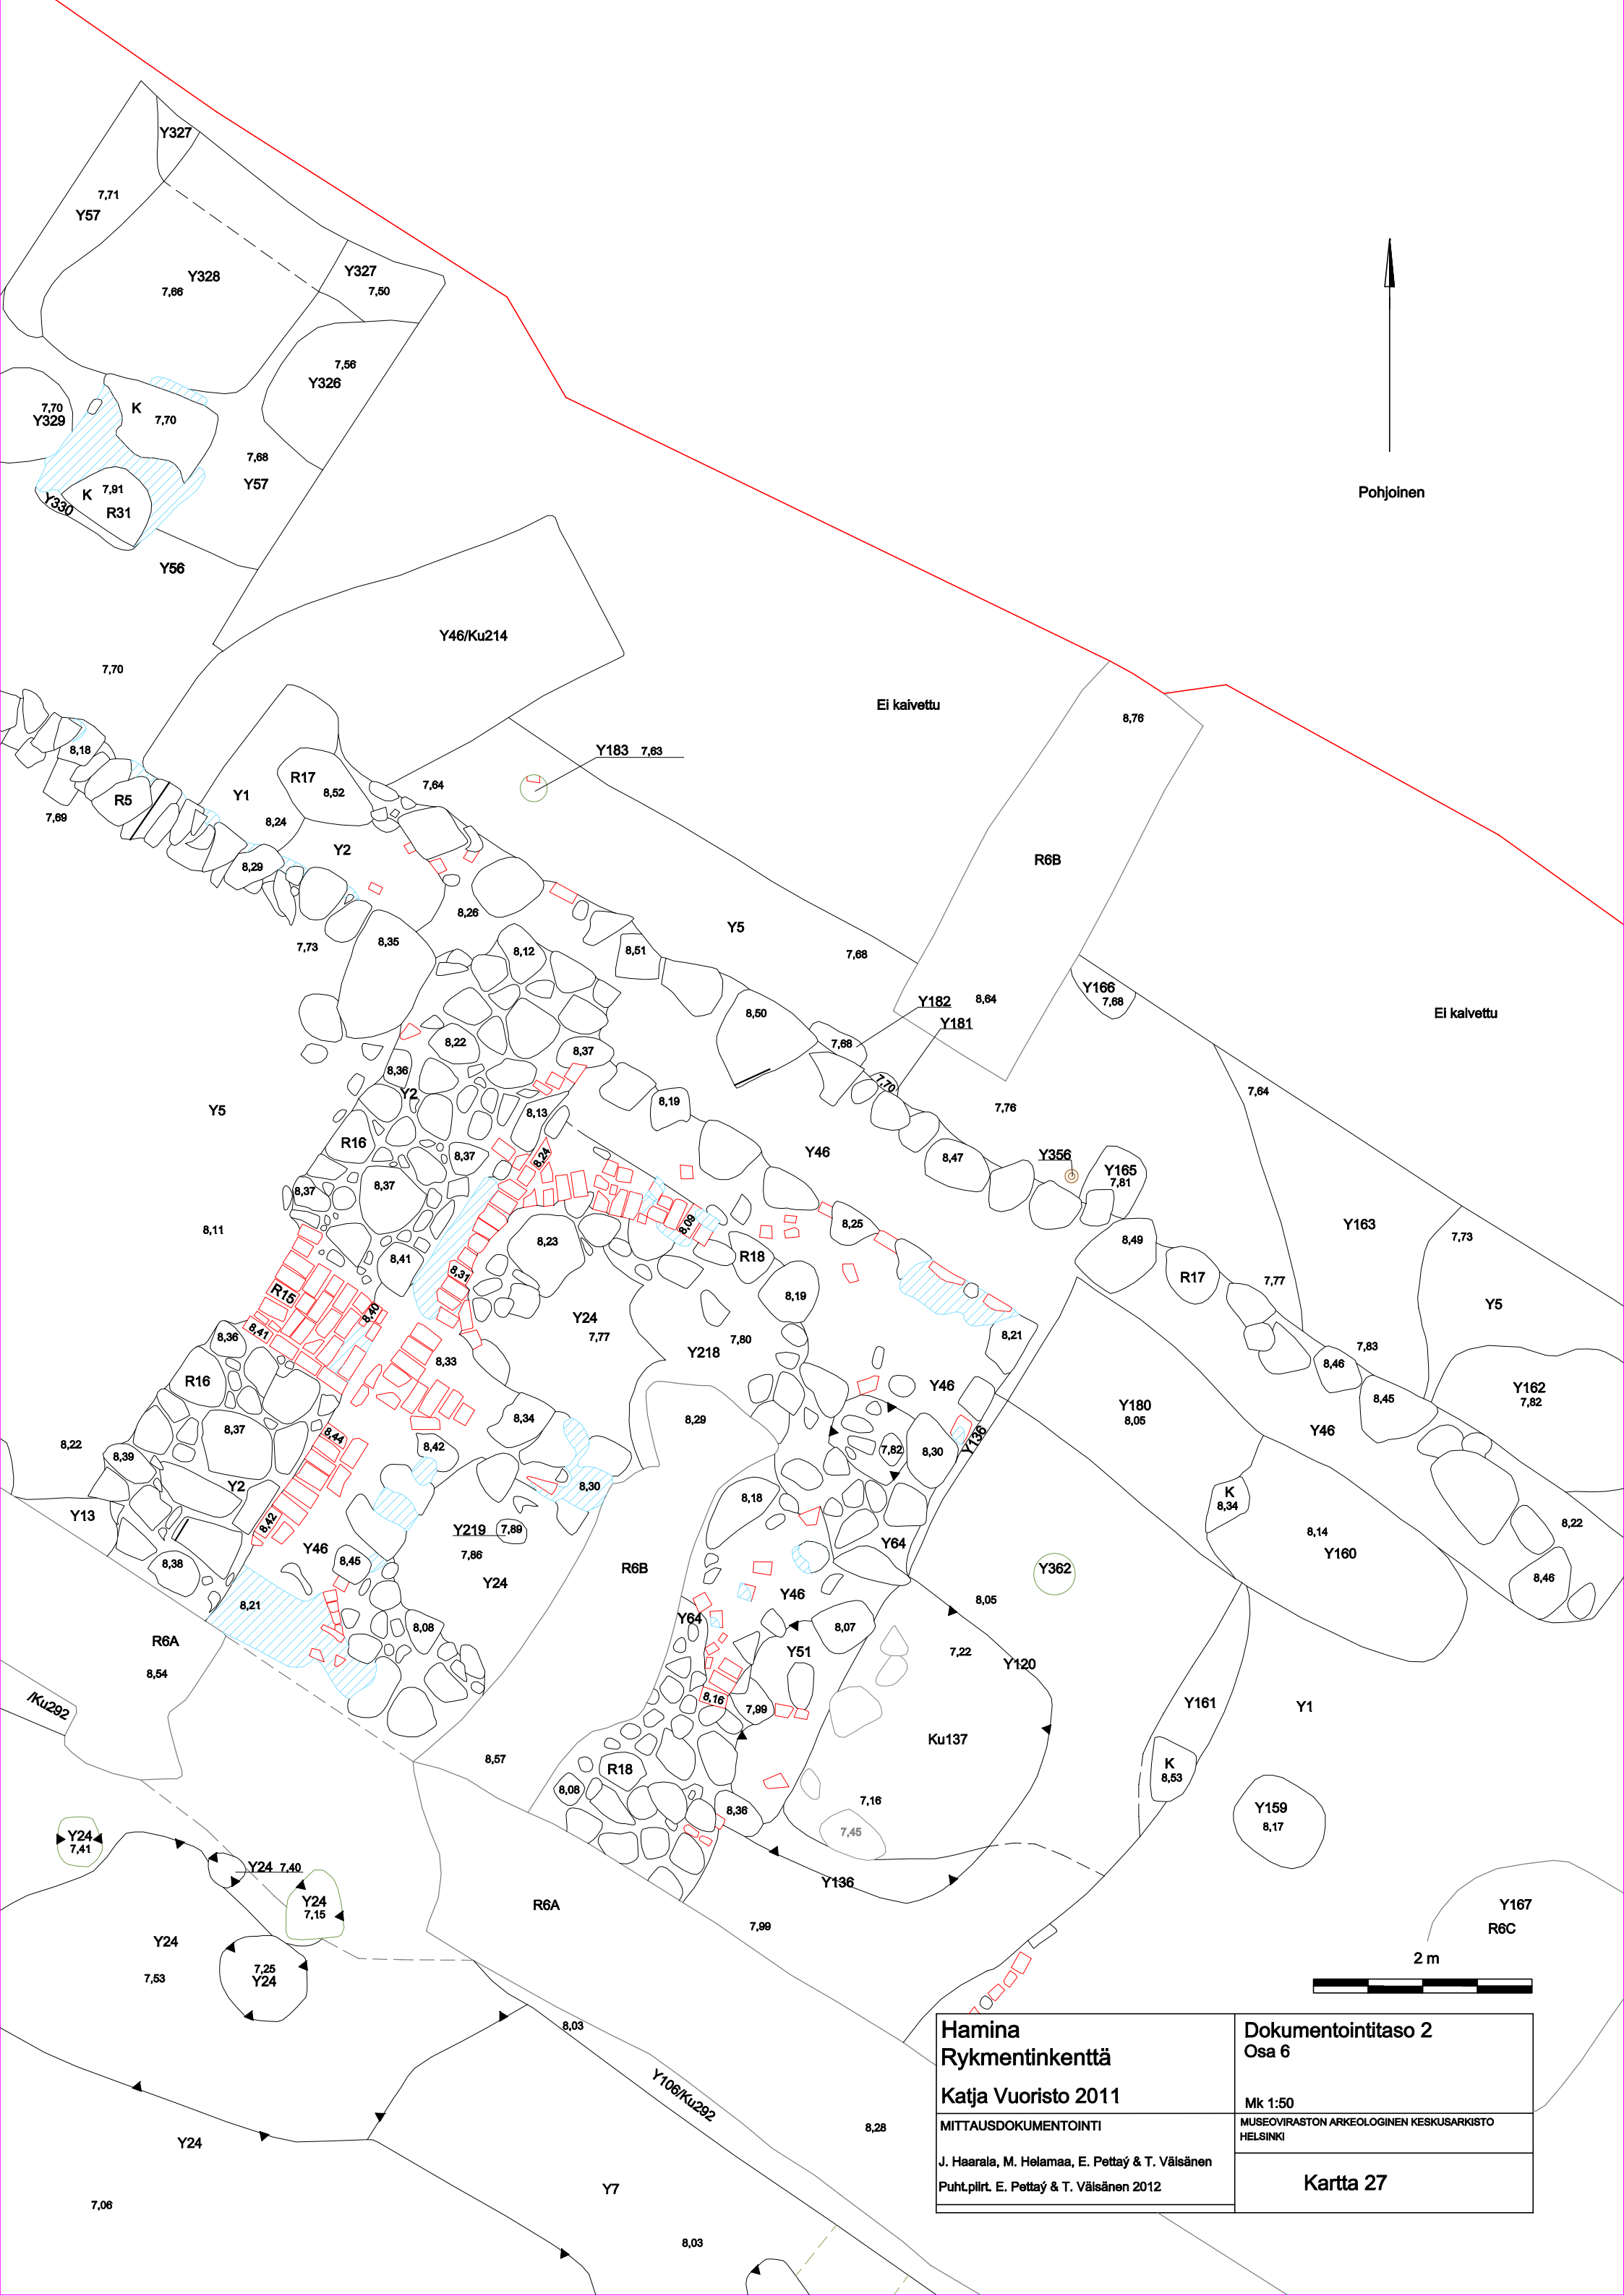 Y327
7,71
Y57
Y328
7,66
Y327
7,50
7,56
Y326
7,70
Y329
K
7,70
7,68
Y57
K 7,91
R31
Y330
Y56
Pohjoinen
Y46/Ku214
7,70
Ei kaivettu
8,76
8,18
Y183 7,63
R17
8,52
7,64
R5
Y1
7,69
8,24
Y2
R6B
8,29
8,26
Y5
7,73
8,35
8,12
8,51
7,68
Y166
7,68
Y182
8,64
8,50
Y181
Ei kaivettu
8,22
8,37
7,68
8,36
Y2
7,70
7,64
Y5
8,13
8,19
7,76
R16
8,24
Y46
8,37
8,47
Y356
Y165
7,81
8,37
8,37
8,11
8,09
8,25
Y163
7,73
8,23
8,41
R18
8,49
8,31
R17
7,77
R15
8,40
8,19
Y5
Y24
7,77
8,41
8,36
7,80
8,21
8,33
Y218
7,83
8,46
R16
Y46
Y162
7,82
8,45
8,34
8,29
Y180
8,05
8,37
8,44
Y46
8,22
8,42
7,82
8,30
Y136
8,39
Y2
8,30
8,18
K
8,34
Y13
8,42
Y219
7,89
8,14
8,22
Y46
7,86
Y64
Y160
8,38
8,45
R6B
Y362
8,46
Y24
8,21
Y46
8,05
Y64
8,07
8,08
R6A
Y51
7,22
Y120
8,54
/Ku292
8,16
7,99
Y161
Y1
Ku137
8,57
R18
K
8,53
8,08
7,16
8,36
Y159
8,17
7,45
Y24
7,41
Y24 7,40
Y136
Y24
7,15
R6A
Y167
7,99
R6C
Y24
2 m
7,25
Y24
7,53
8,03
Hamina
Rykmentinkenttä
Katja Vuoristo 2011
Dokumentointitaso 2
Osa 6
Mk 1:50
Y106/Ku292
8,28
MITTAUSDOKUMENTOINTI
J. Haarala, M. Helamaa, E. Pettaý & T. Väisänen
Puht.piirt. E. Pettaý & T. Väisänen 2012
MUSEOVIRASTON ARKEOLOGINEN KESKUSARKISTO
HELSINKI
Kartta 27
Y24
Y7
7,06
8,03